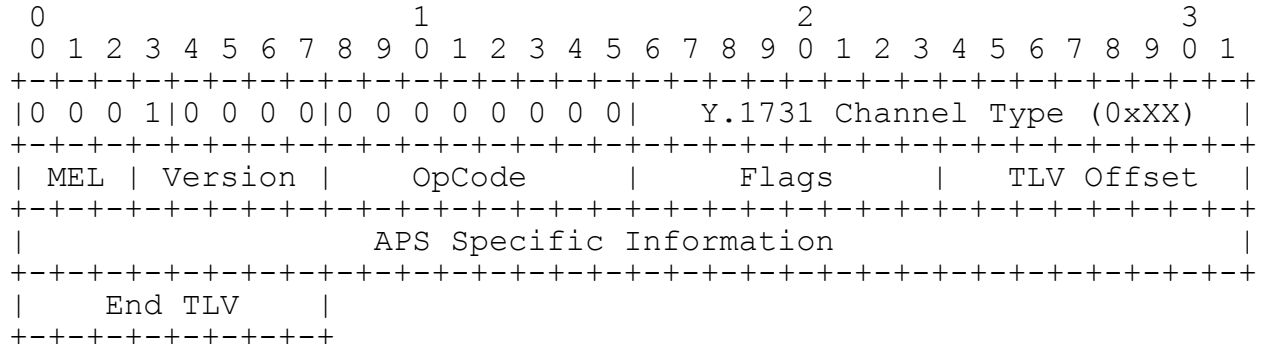 0                   1                   2                   3
 0 1 2 3 4 5 6 7 8 9 0 1 2 3 4 5 6 7 8 9 0 1 2 3 4 5 6 7 8 9 0 1
+-+-+-+-+-+-+-+-+-+-+-+-+-+-+-+-+-+-+-+-+-+-+-+-+-+-+-+-+-+-+-+-+
|0 0 0 1|0 0 0 0|0 0 0 0 0 0 0 0|   Y.1731 Channel Type (0xXX)  |
+-+-+-+-+-+-+-+-+-+-+-+-+-+-+-+-+-+-+-+-+-+-+-+-+-+-+-+-+-+-+-+-+
| MEL | Version |    OpCode     |     Flags     |   TLV Offset  |
+-+-+-+-+-+-+-+-+-+-+-+-+-+-+-+-+-+-+-+-+-+-+-+-+-+-+-+-+-+-+-+-+
|                  APS Specific Information                     |
+-+-+-+-+-+-+-+-+-+-+-+-+-+-+-+-+-+-+-+-+-+-+-+-+-+-+-+-+-+-+-+-+
|    End TLV    |
+-+-+-+-+-+-+-+-+